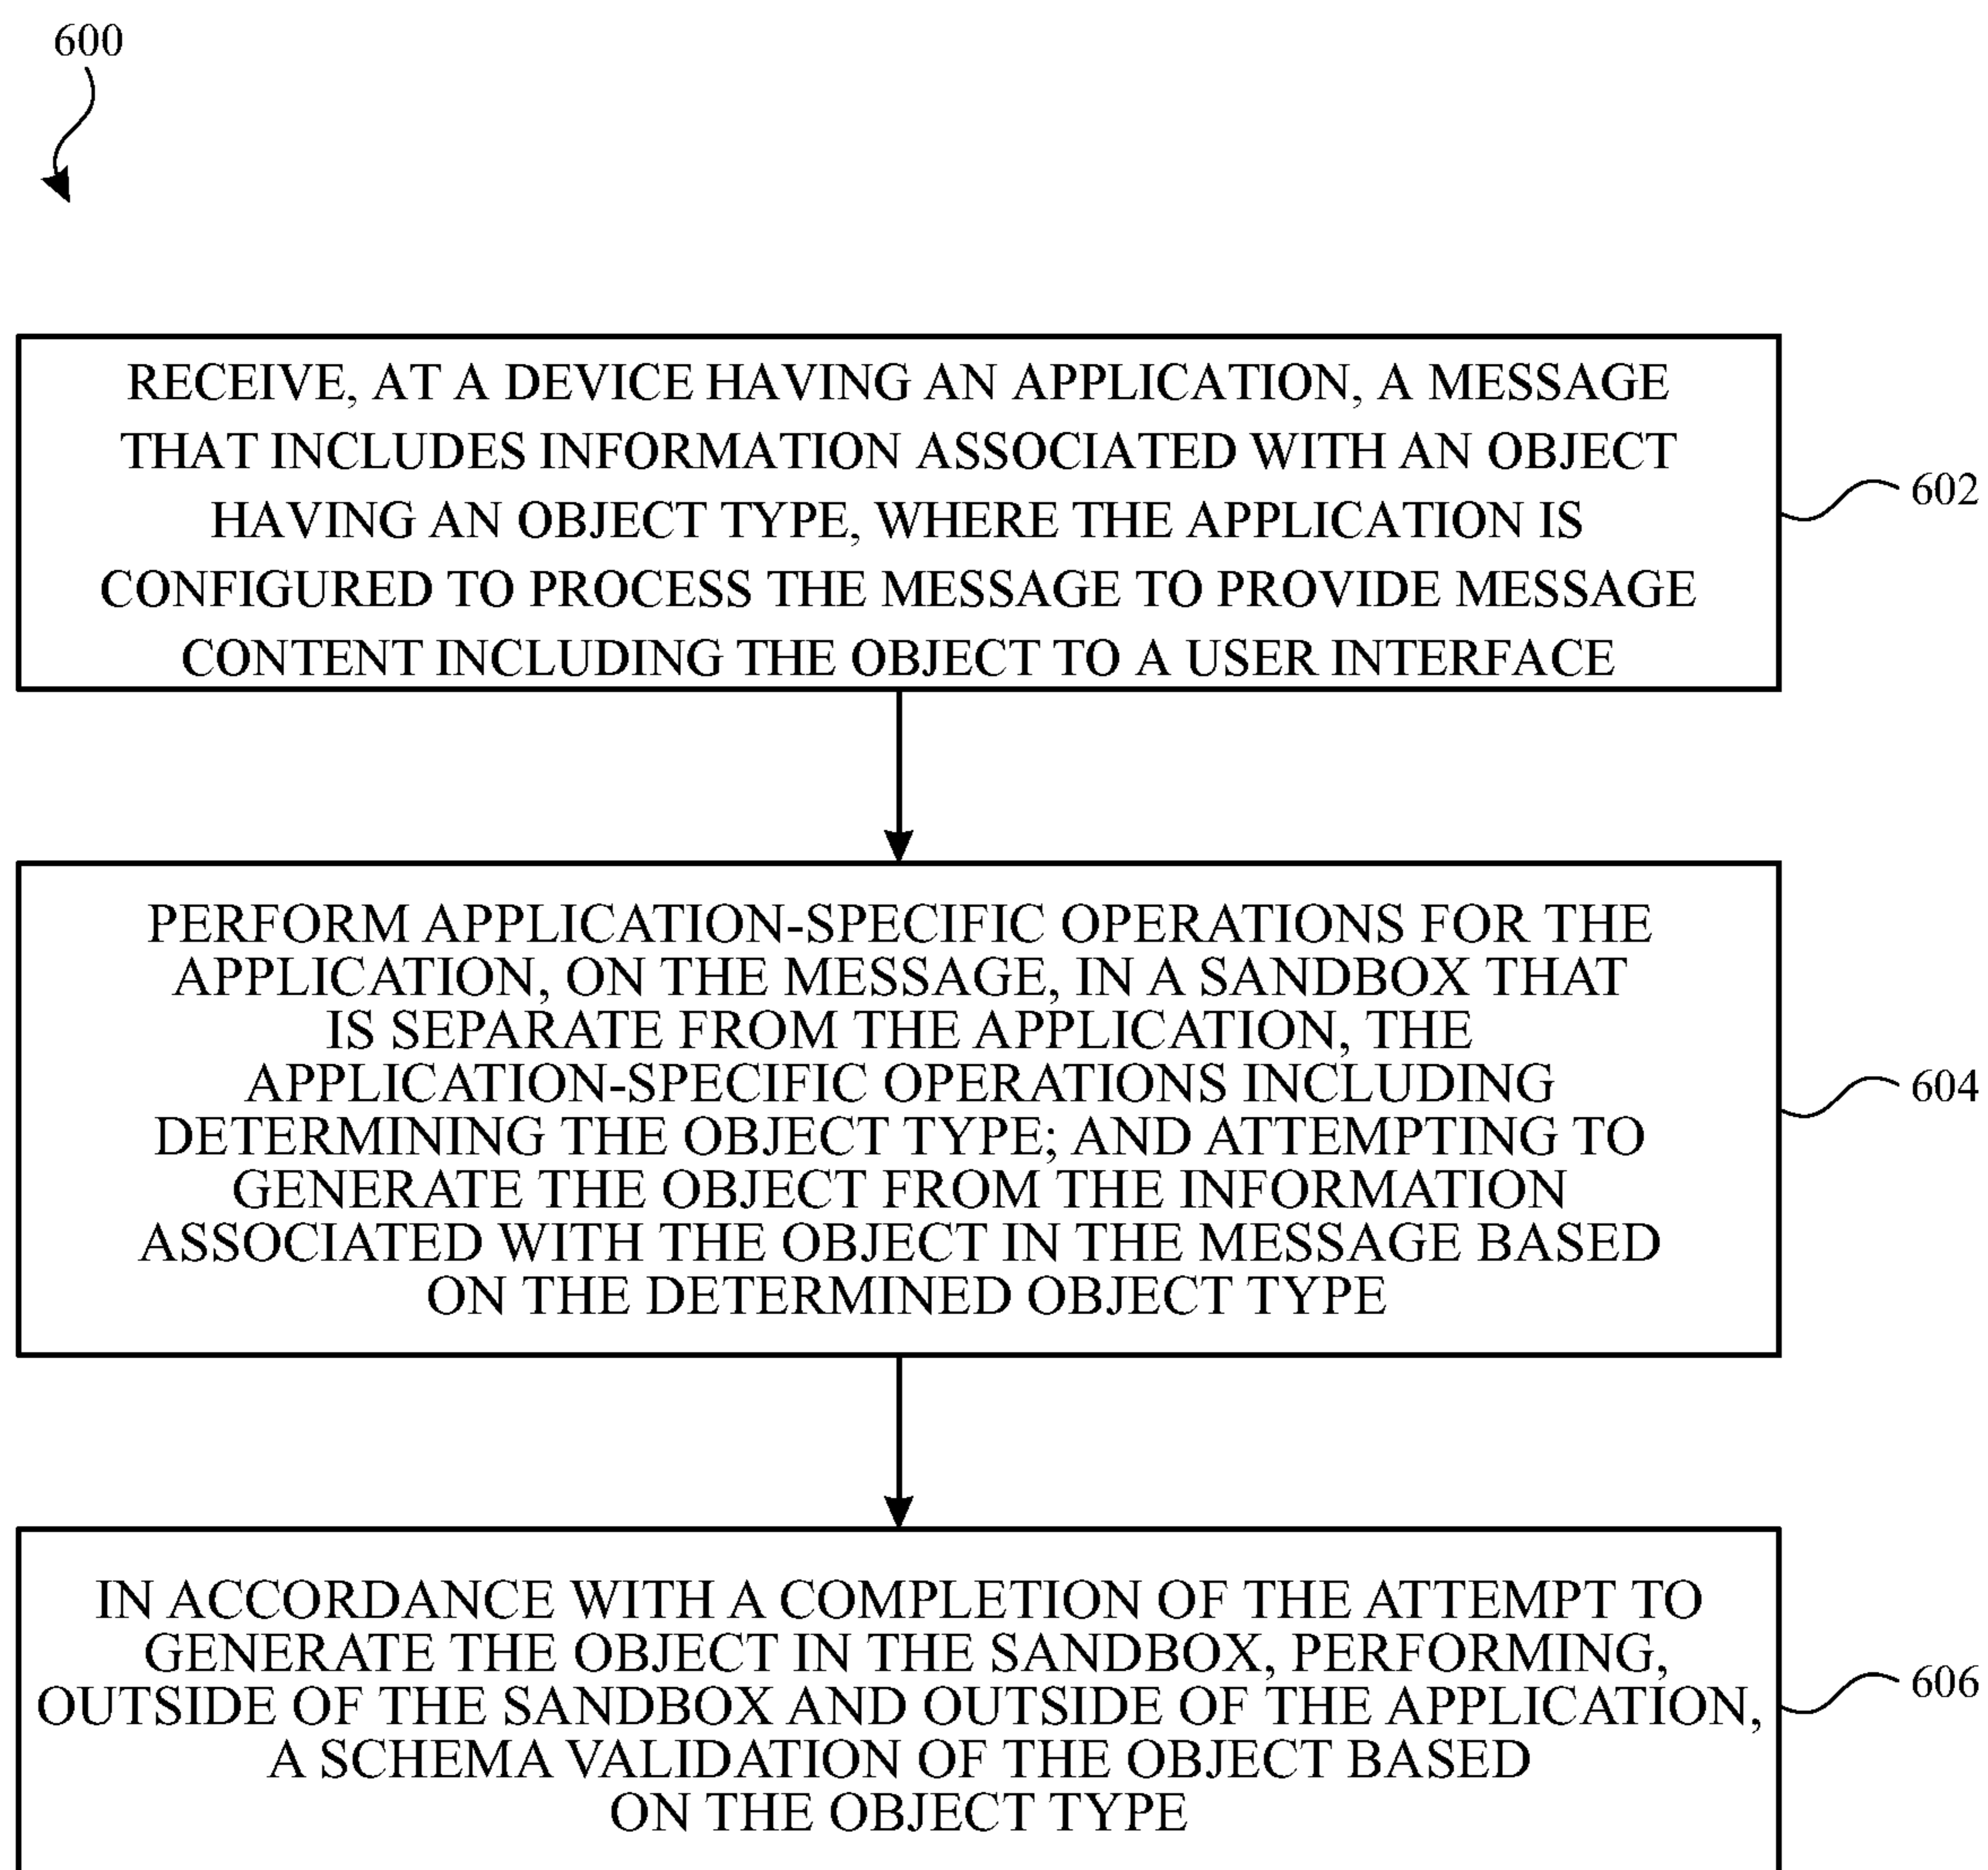 600
RECEIVE, AT A DEVICE HAVING AN APPLICATION, A MESSAGE
THAT INCLUDES INFORMATION ASSOCIATED WITH AN OBJECT
HAVING AN OBJECT TYPE, WHERE THE APPLICATION IS
CONFIGURED TO PROCESS THE MESSAGE TO PROVIDE MESSAGE
CONTENT INCLUDING THE OBJECT TO A USER INTERFACE
602
PERFORM APPLICATION-SPECIFIC OPERATIONS FOR THE
APPLICATION, ON THE MESSAGE, IN A SANDBOX THAT
IS SEPARATE FROM THE APPLICATION, THE
APPLICATION-SPECIFIC OPERATIONS INCLUDING
DETERMINING THE OBJECT TYPE; AND ATTEMPTING TO
GENERATE THE OBJECT FROM THE INFORMATION
ASSOCIATED WITH THE OBJECT IN THE MESSAGE BASED
ON THE DETERMINED OBJECT TYPE
604
IN ACCORDANCE WITH A COMPLETION OF THE ATTEMPT TO
GENERATE THE OBJECT IN THE SANDBOX, PERFORMING,
OUTSIDE OF THE SANDBOX AND OUTSIDE OF THE APPLICATION,
A SCHEMA VALIDATION OF THE OBJECT BASED
ON THE OBJECT TYPE
606